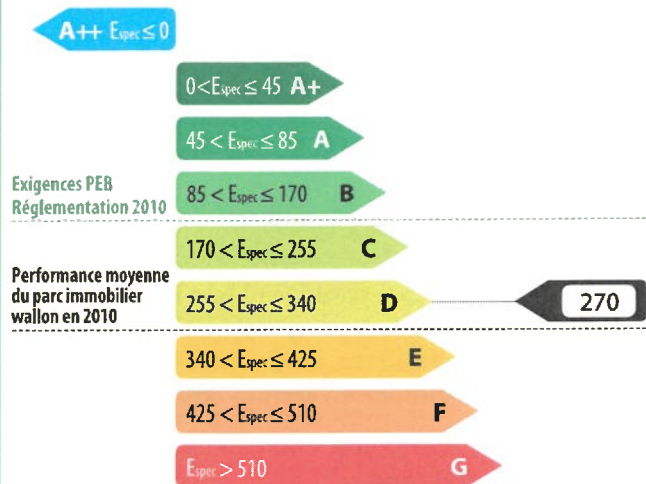 A++ Espec ≤ 0
0 < Espec ≤ 45 A+
45 < Espec ≤ 85 A
Exigences PEB
Réglementation 2010
85 < Espec ≤ 170 B
170 < Espec ≤ 255 C
Performance moyenne
du parc immobilier
wallon en 2010
255 < Espec ≤ 340 D
270
340 < Espec ≤ 425 E
425 < Espec ≤ 510 F
Espec > 510 G